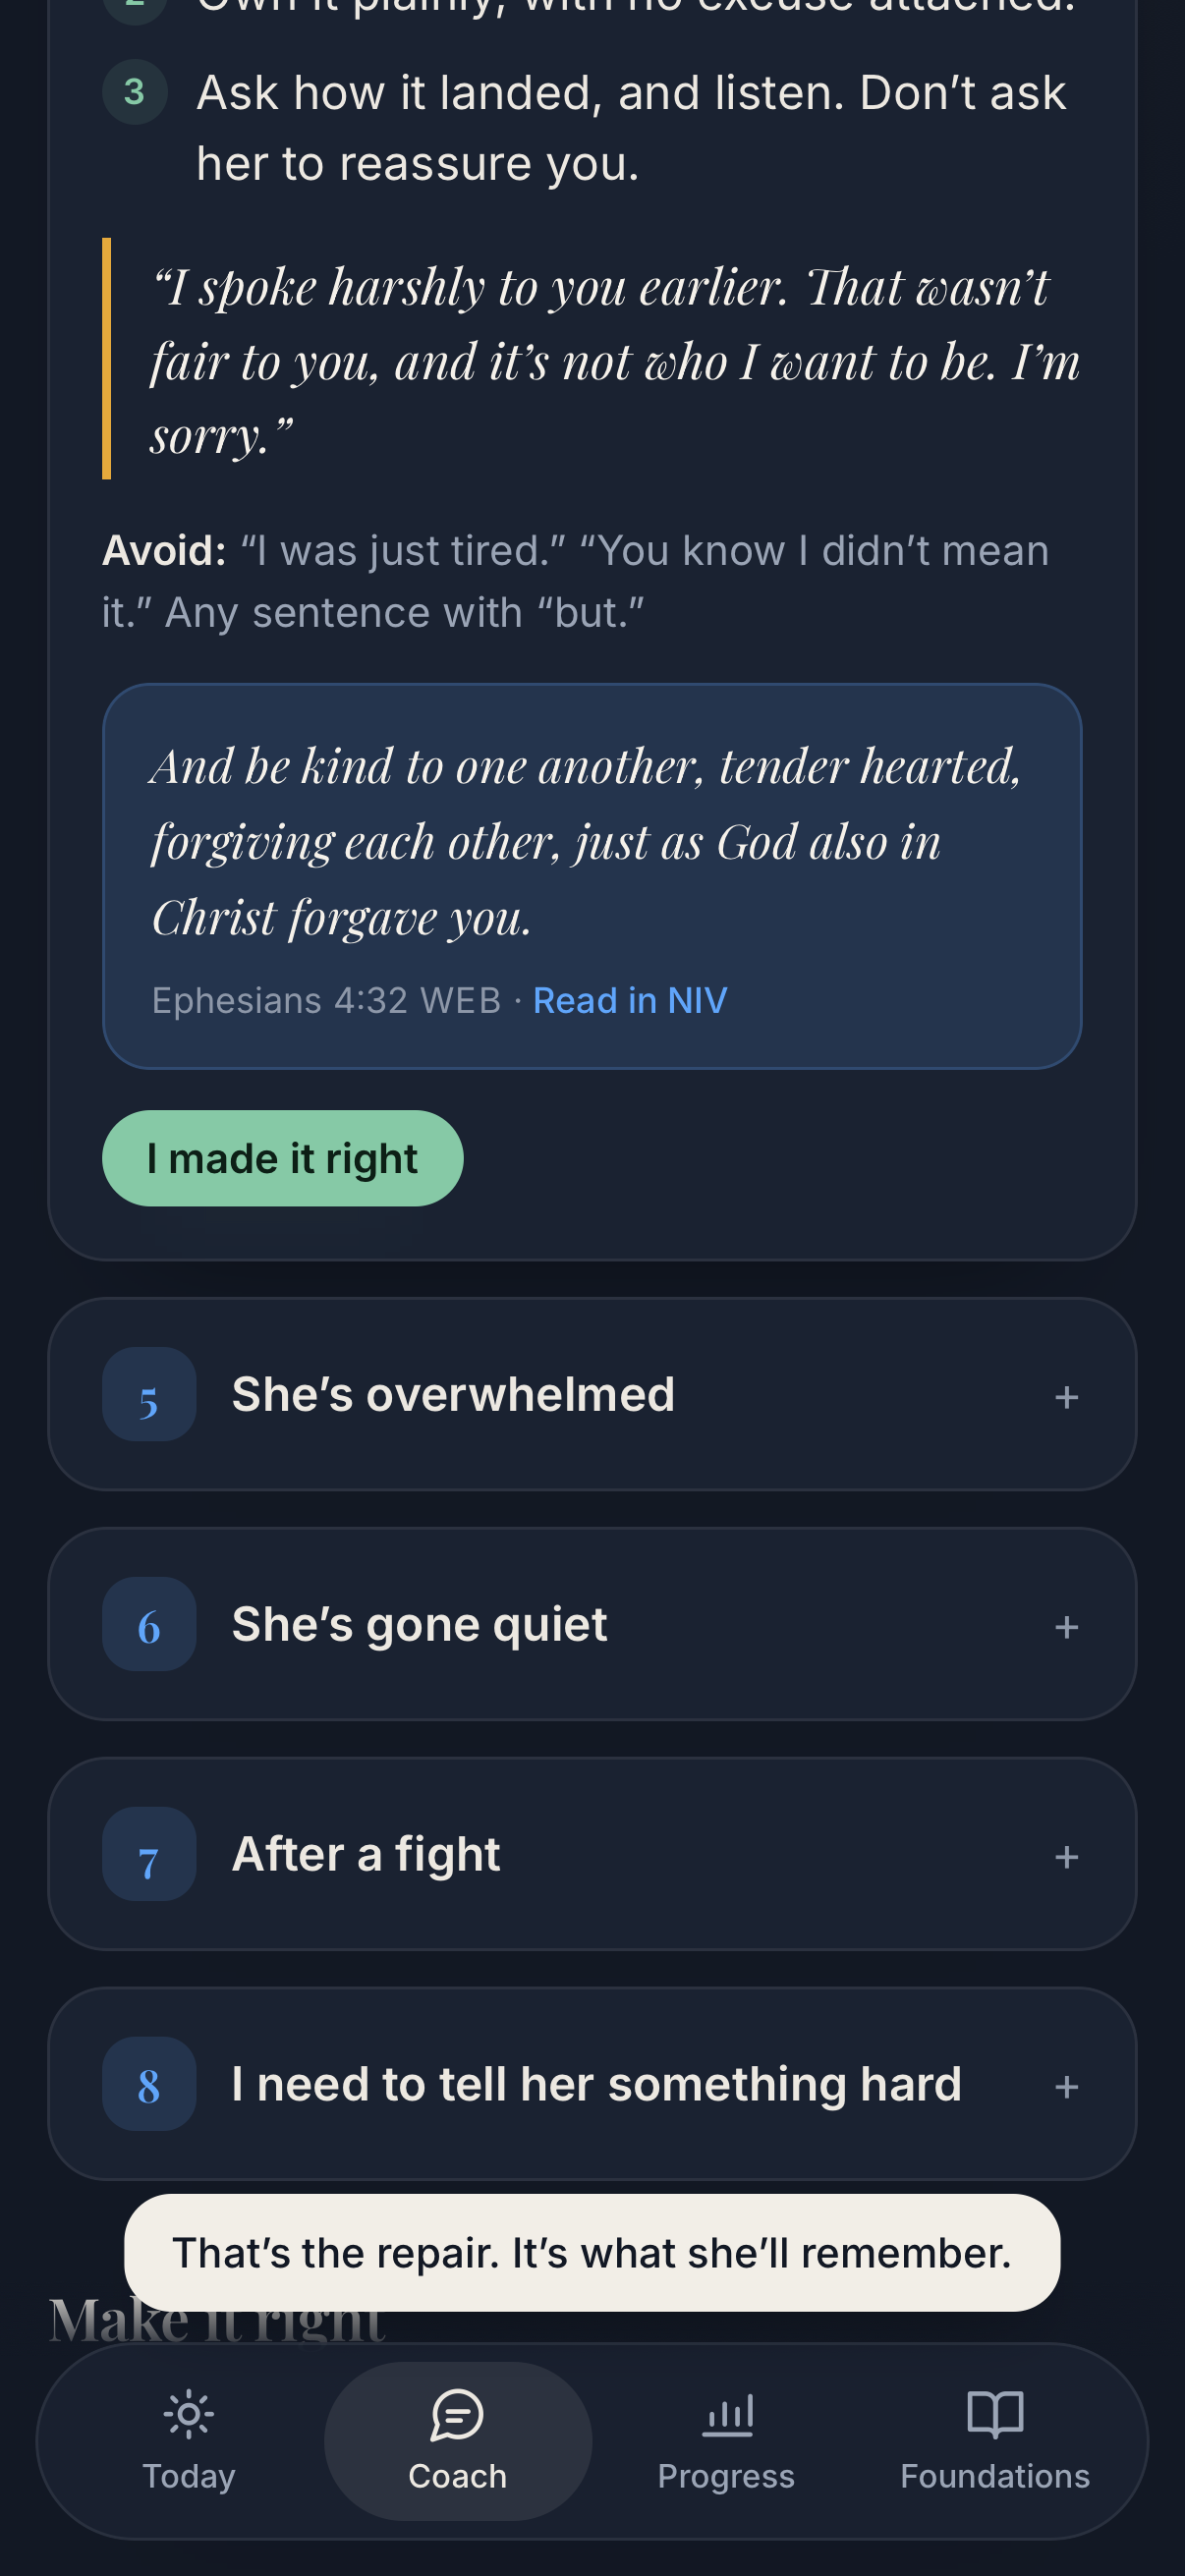 2 Own it plainly, with no excuse attached.
3 Ask how it landed, and listen. Don’t ask
her to reassure you.
“I spoke harshly to you earlier. That wasn’t
fair to you, and it’s not who I want to be. I’m
sorry.”
Avoid: “I was just tired.” “You know I didn’t mean
it.” Any sentence with “but.”
And be kind to one another, tender hearted,
forgiving each other, just as God also in
Christ forgave you.
Ephesians 4:32 WEB · Read in NIV
I made it right
5 She’s overwhelmed +
6 She’s gone quiet +
7 After a fight +
8 I need to tell her something hard +
That’s the repair. It’s what she’ll remember.
Make it right
Today Coach Progress Foundations